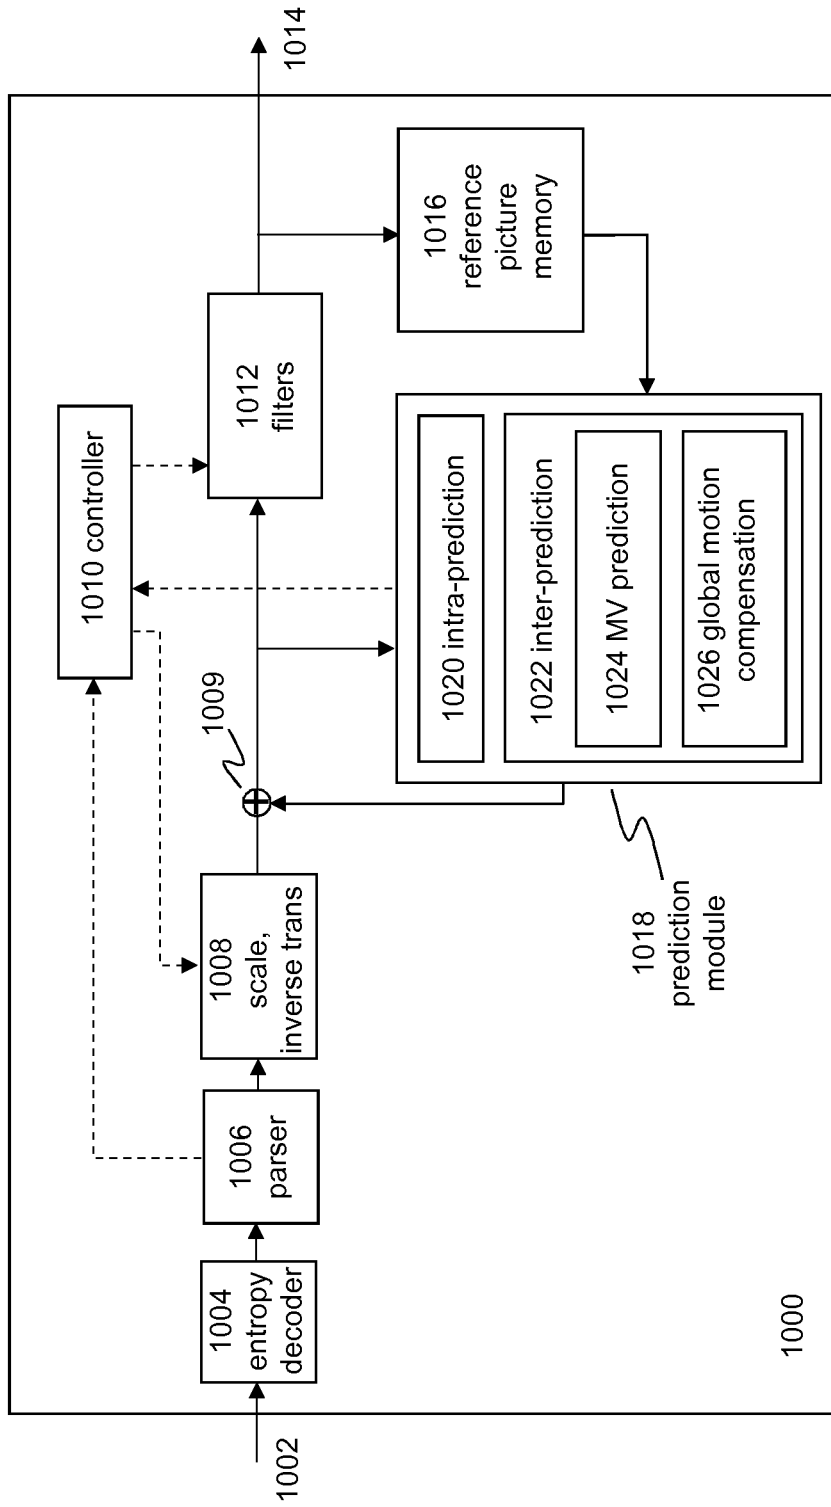 1002
1004
entropy
decoder
1006
parser
1008
scale,
inverse trans
1009
1010 controller
1012
filters
1014
1016
reference
picture
memory
1018
prediction
module
1020 intra-prediction
1022 inter-prediction
1024 MV prediction
1026 global motion
compensation
1000